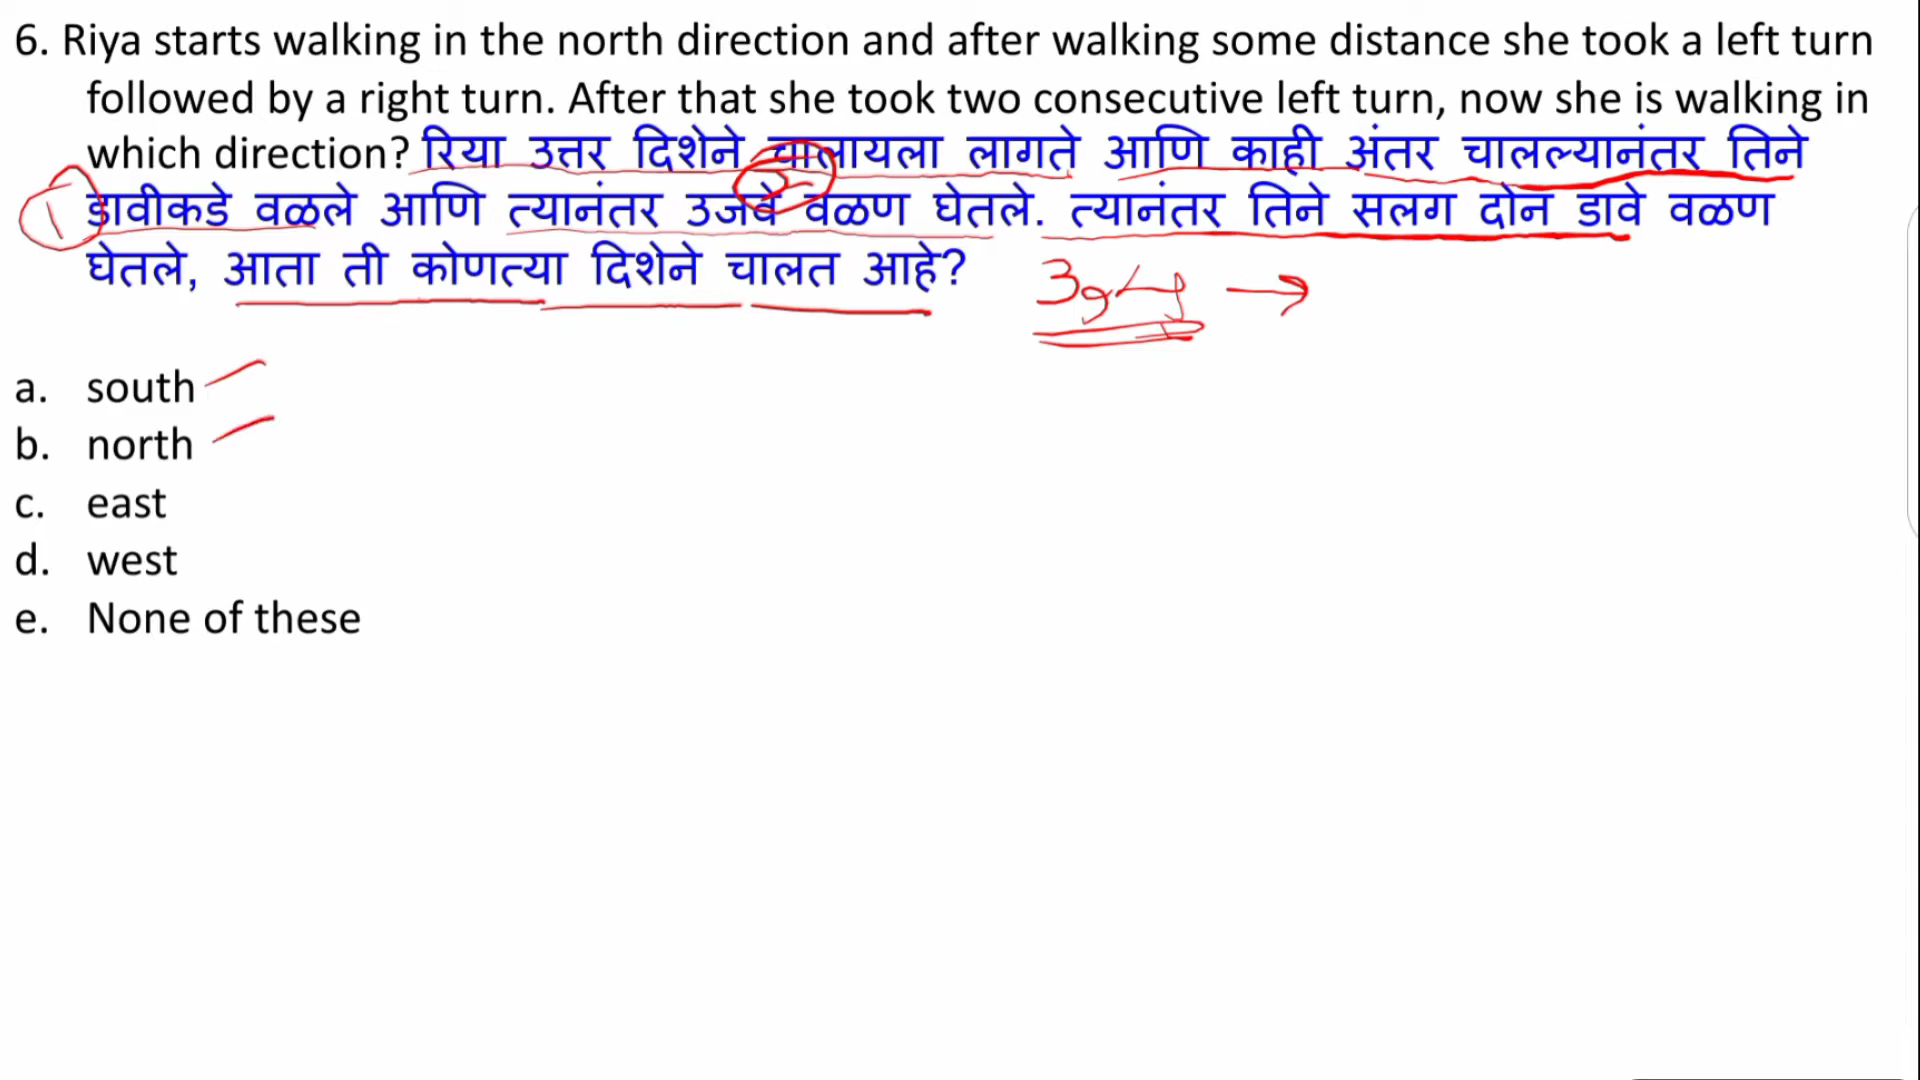 6. Riya starts walking in the north direction and after walking some distance she took a left turn
followed by a right turn. After that she took two consecutive left turn, now she is walking in
which direction? रिया उत्तर दिशेने चालायला लागते आणि काही अंतर चालल्यानंतर तिने
डावीकडे वळले आणि त्यानंतर उजवे वळण घेतले. त्यानंतर तिने सलग दोन डावे वळण
घेतले, आता ती कोणत्या दिशेने चालत आहे?
a. south
b. north
c. east
d. west
e. None of these